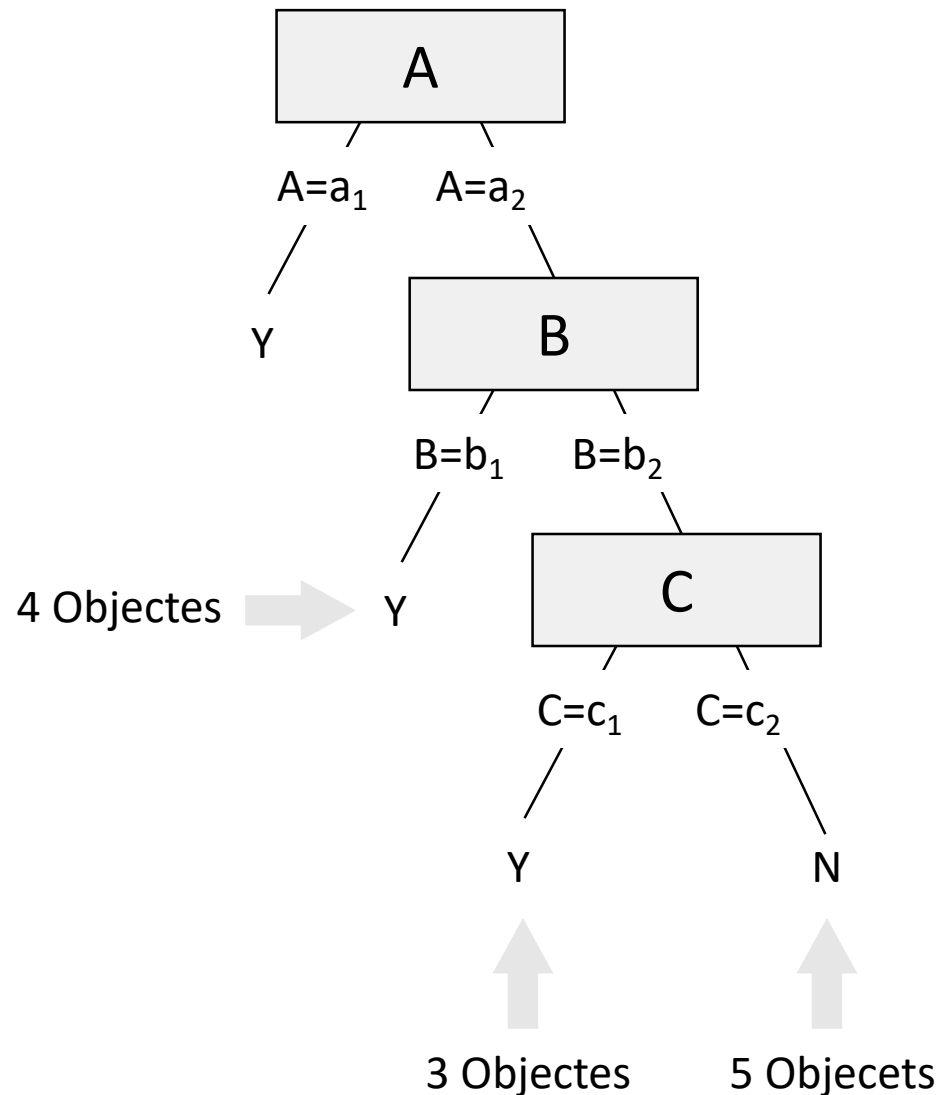 A
A=a₁ A=a₂
Y
B
B=b₁ B=b₂
4 Objectes
Y
C
C=c₁ C=c₂
Y N
3 Objectes 5 Objecets